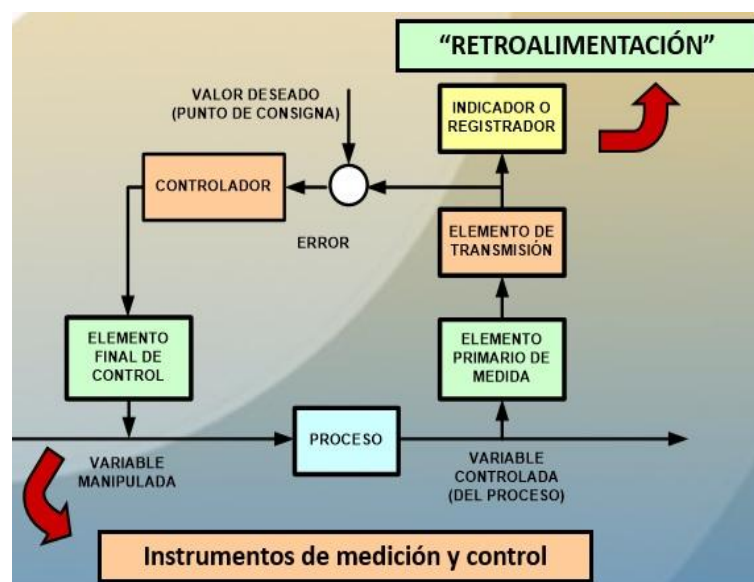 “RETROALIMENTACIÓN”
VALOR DESEADO
(PUNTO DE CONSIGNA)
INDICADOR O
REGISTRADOR
CONTROLADOR
ERROR
ELEMENTO DE
TRANSMISIÓN
ELEMENTO
FINAL DE
CONTROL
ELEMENTO
PRIMARIO DE
MEDIDA
PROCESO
VARIABLE
MANIPULADA
VARIABLE
CONTROLADA
(DEL PROCESO)
Instrumentos de medición y control